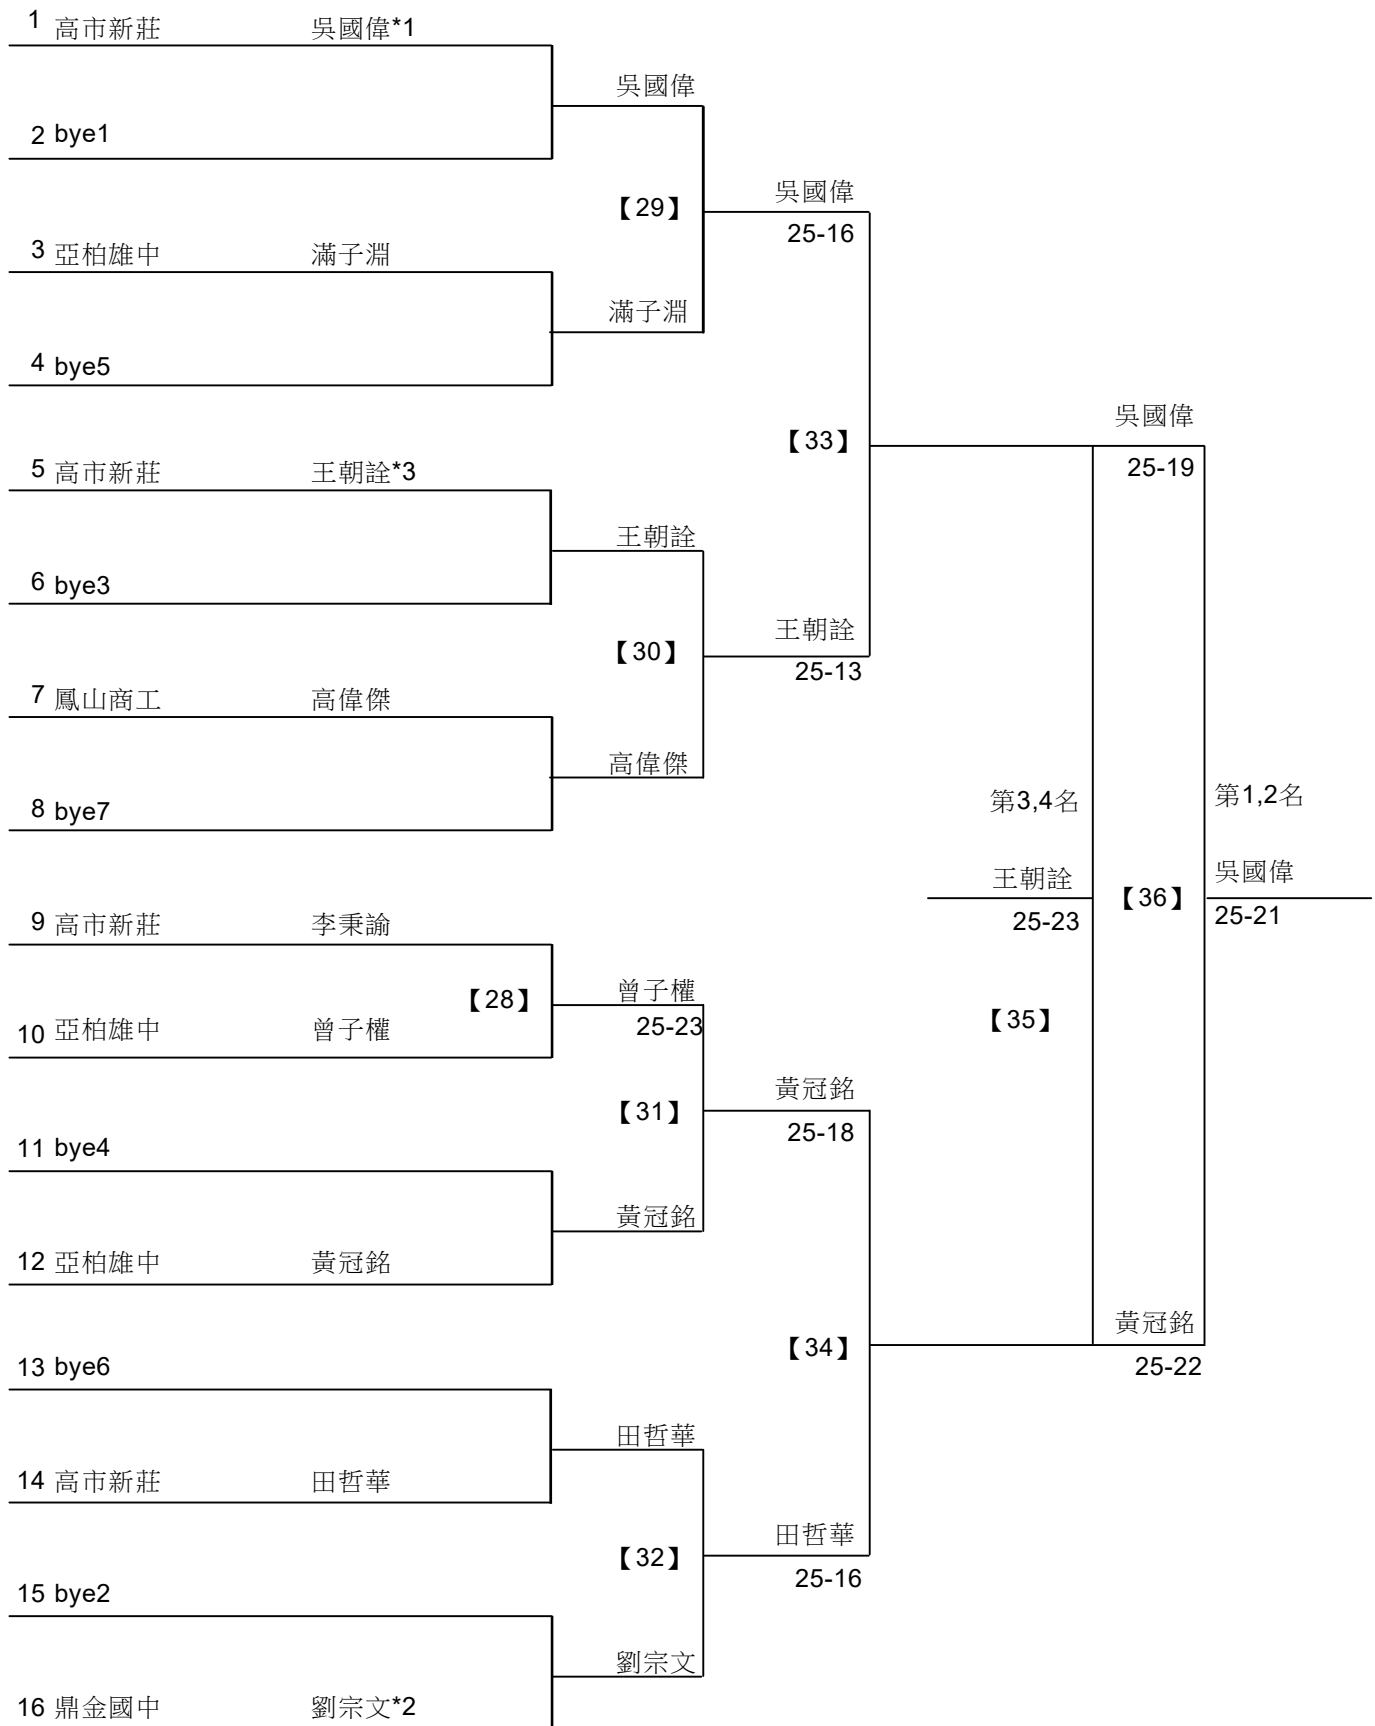 1 高市新莊 吳國偉*1
吳國偉
2 bye1
吳國偉
【29】
25-16
3 亞柏雄中 滿子淵
滿子淵
4 bye5
吳國偉
【33】
5 高市新莊 王朝詮*3
25-19
王朝詮
6 bye3
王朝詮
【30】
25-13
7 鳳山商工 高偉傑
高偉傑
第3,4名 第1,2名
8 bye7
王朝詮 【36】 吳國偉
9 高市新莊 李秉諭
25-23 25-21
【28】 曾子權
25-23
【35】
10 亞柏雄中 曾子權
黃冠銘
【31】
25-18
11 bye4
黃冠銘
12 亞柏雄中 黃冠銘
黃冠銘
【34】
13 bye6
25-22
田哲華
14 高市新莊 田哲華
田哲華
【32】
25-16
15 bye2
劉宗文
16 鼎金國中 劉宗文*2